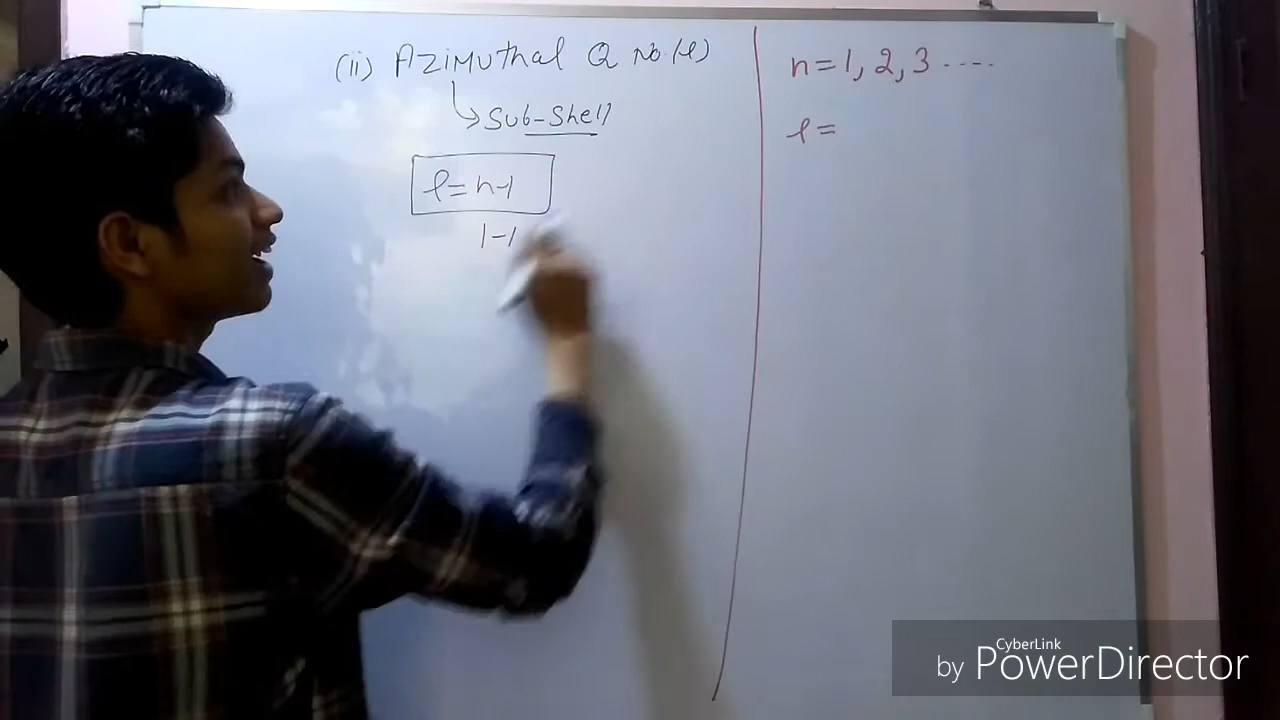 (ii) Azimuthal Q No.(l)
Sub-Shell
l=n-1
1-1
n=1, 2, 3 ----
l=
CyberLink
by PowerDirector